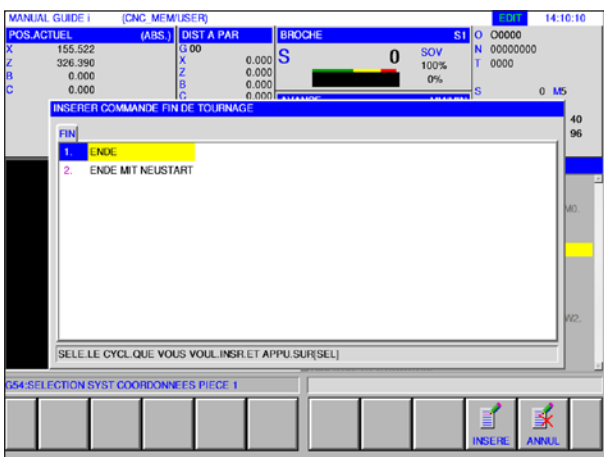 MANUAL GUIDE i (CNC_MEM/USER) EDIT 14:10:10
POS.ACTUEL (ABS.) DIST A PAR BROCHE S1 O O0000
X 155.522 G 00 S 0 SOV N 00000000
Z 326.390 X 0.000 100% T 0000
B 0.000 Z 0.000 0%
C 0.000 B 0.000 S 0 M5
C 0.000
INSERER COMMANDE FIN DE TOURNAGE
40
96
FIN
1. ENDE
2. ENDE MIT NEUSTART
M0.
W2.
SELE.LE CYCL.QUE VOUS VOUL.INSR.ET APPU.SUR[SEL]
G54:SELECTION SYST COORDONNEES PIECE 1
INSERE ANNUL